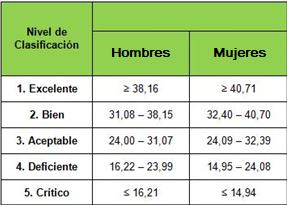 Nivel de
Clasificación
Hombres Mujeres
1. Excelente ≥ 38,16 ≥ 40,71
2. Bien 31,08 – 38,15 32,40 – 40,70
3. Aceptable 24,00 – 31,07 24,09 – 32,39
4. Deficiente 16,22 – 23,99 14,95 – 24,08
5. Crítico ≤ 16,21 ≤ 14,94